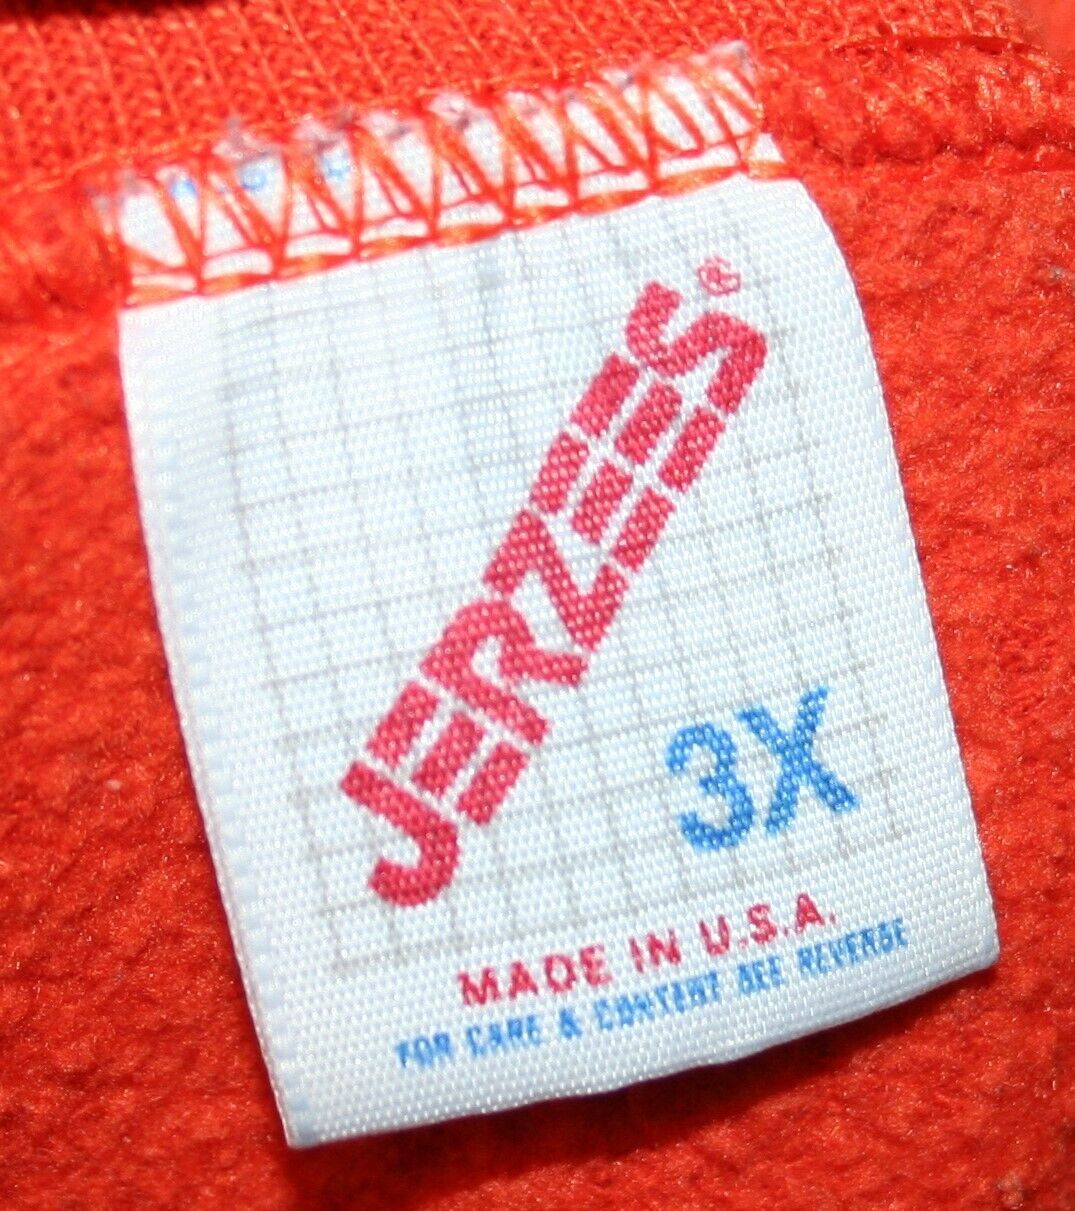 JERZEES®
3X
MADE IN U.S.A.
FOR CARE & CONTENT SEE REVERSE